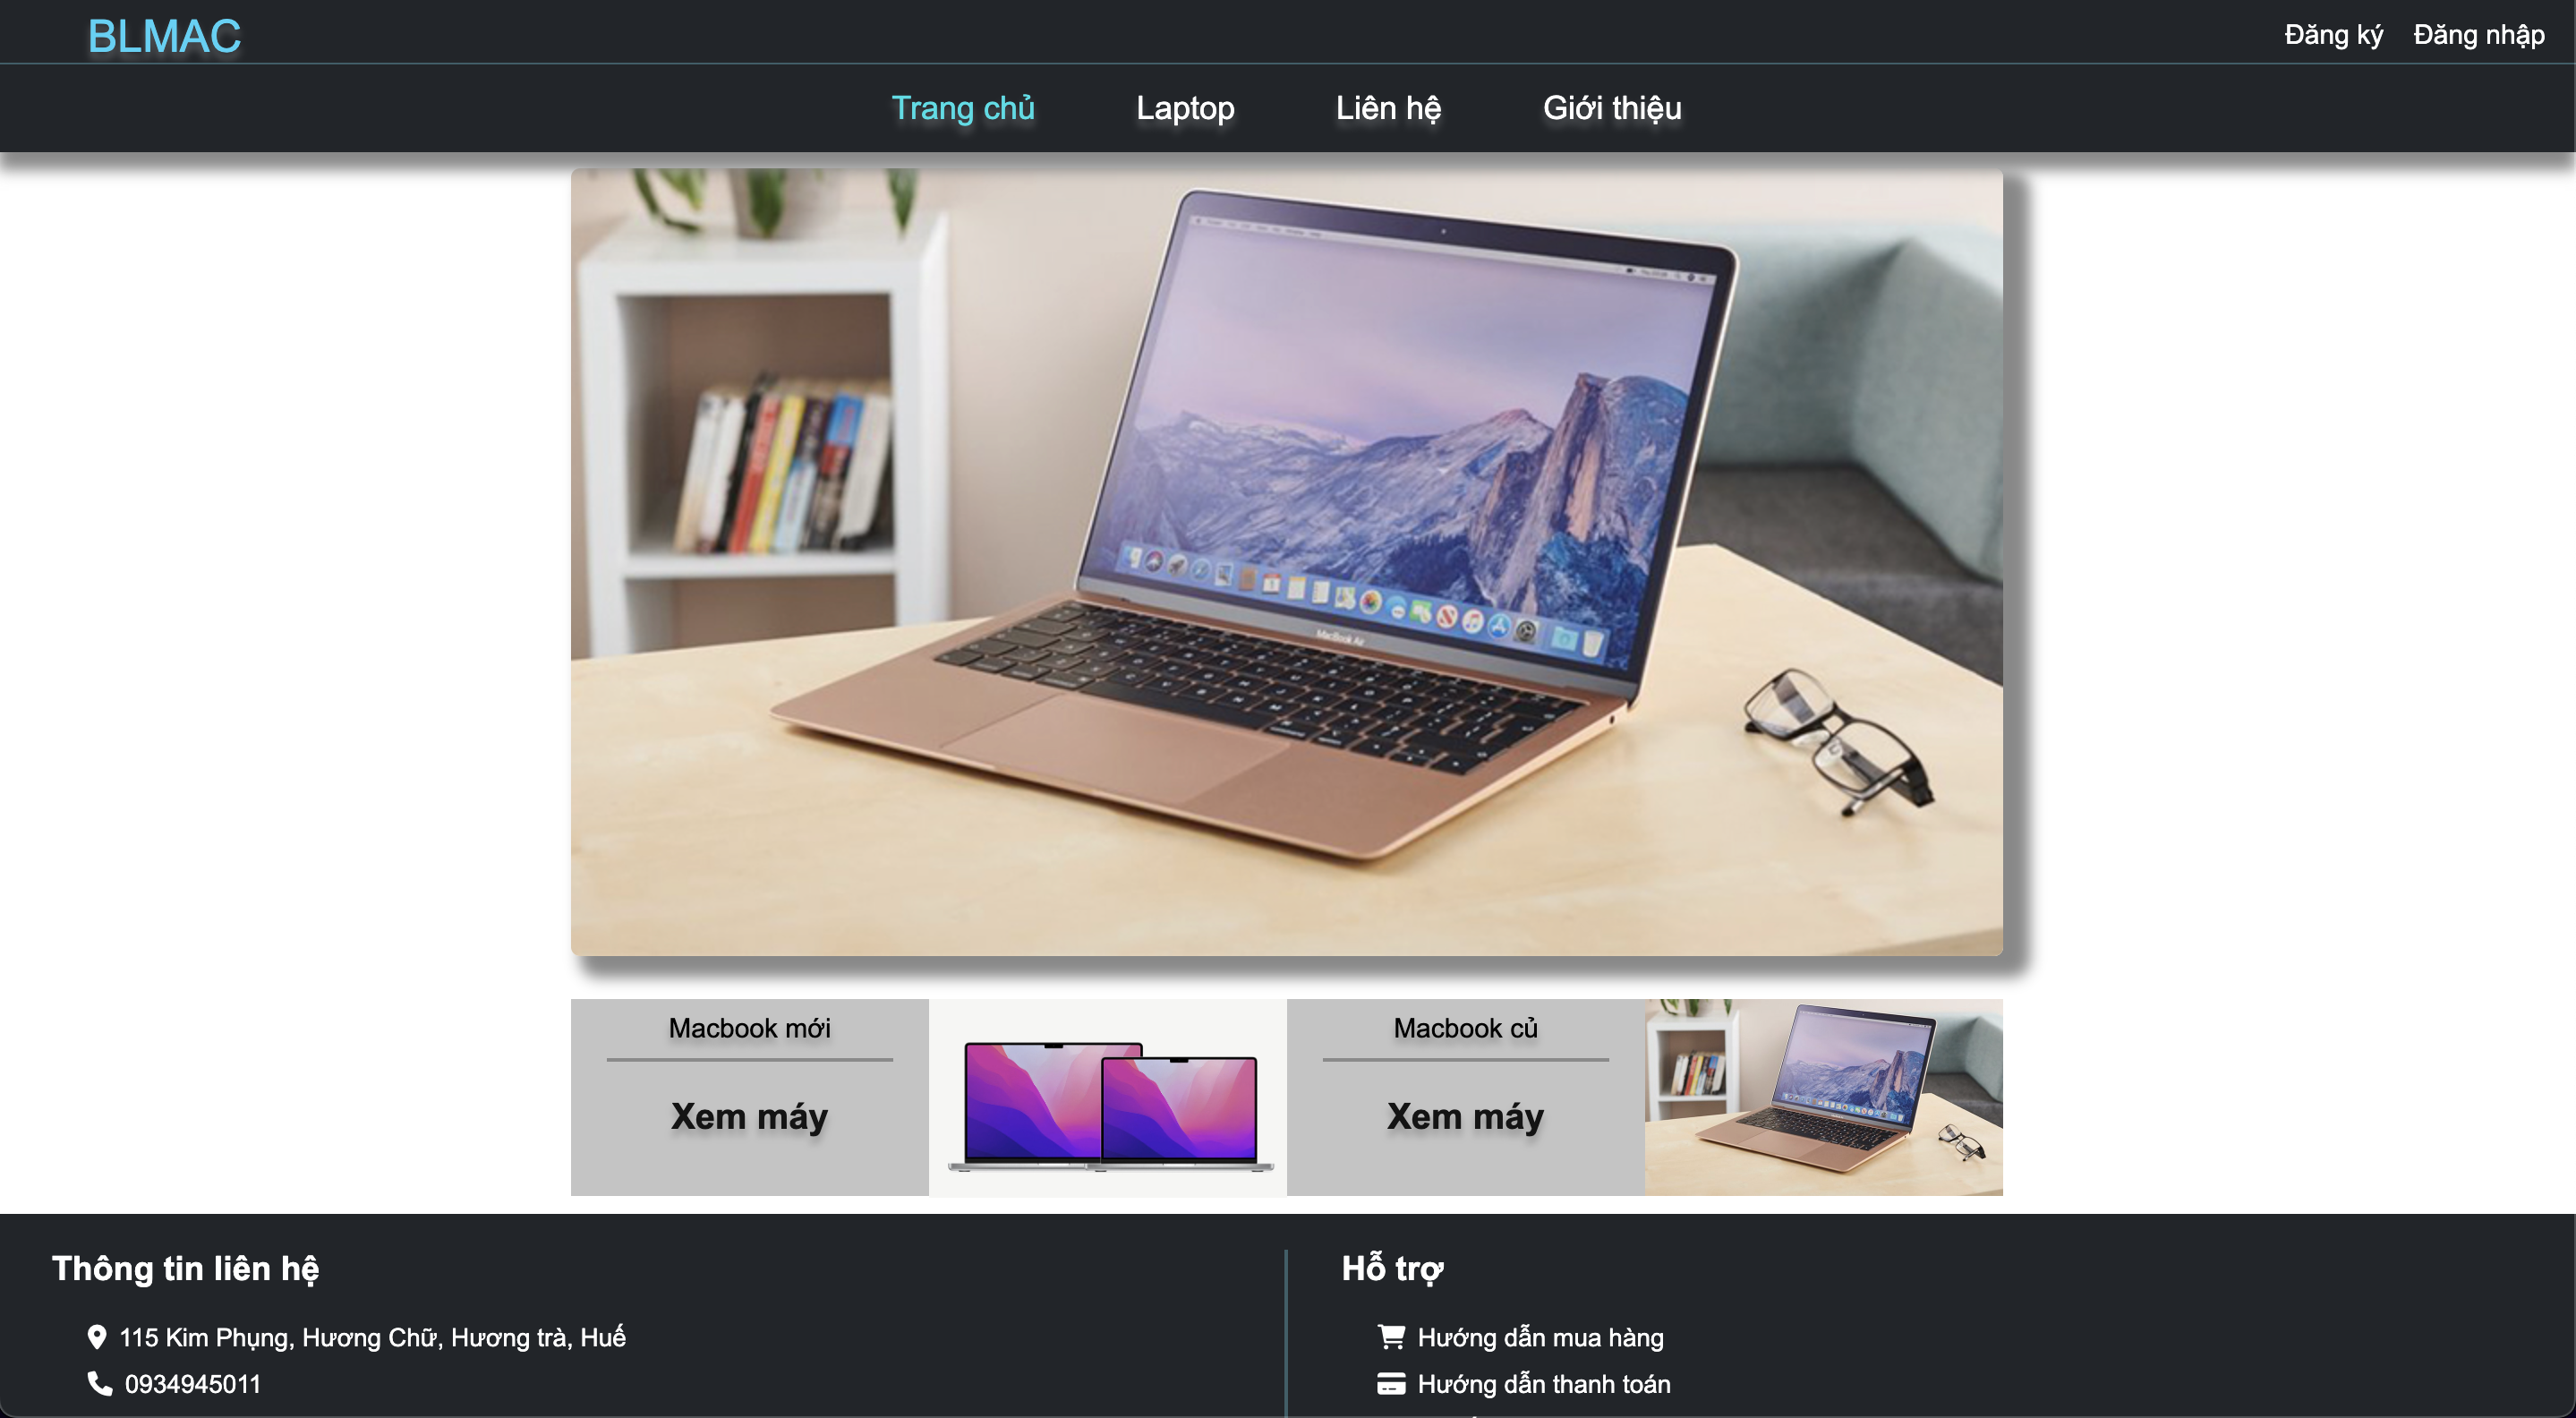 BLMAC
Đăng ký Đăng nhập
Trang chủ Laptop Liên hệ Giới thiệu
MacBook Air
Macbook mới
Xem máy
Macbook củ
Xem máy
Thông tin liên hệ
115 Kim Phụng, Hương Chữ, Hương trà, Huế
0934945011
Hỗ trợ
Hướng dẫn mua hàng
Hướng dẫn thanh toán